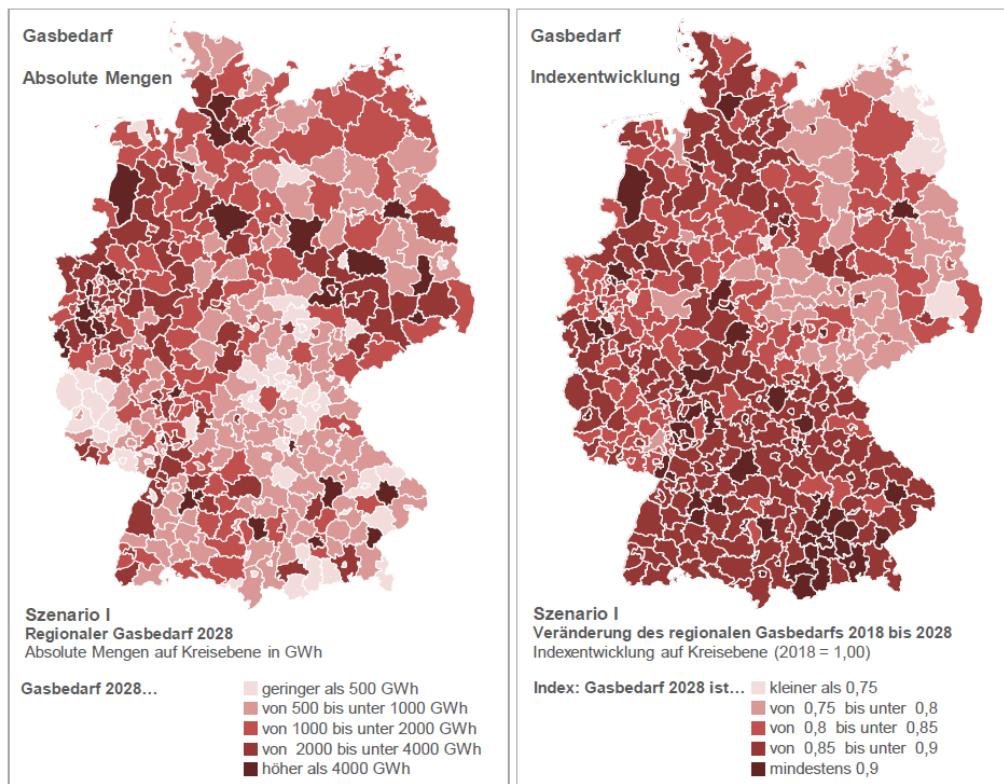 Gasbedarf
Absolute Mengen
Szenario I
Regionaler Gasbedarf 2028
Absolute Mengen auf Kreisebene in GWh
Gasbedarf 2028…
geringer als 500 GWh
von 500 bis unter 1000 GWh
von 1000 bis unter 2000 GWh
von 2000 bis unter 4000 GWh
höher als 4000 GWh
Gasbedarf
Indexentwicklung
Szenario I
Veränderung des regionalen Gasbedarfs 2018 bis 2028
Indexentwicklung auf Kreisebene (2018 = 1,00)
Index: Gasbedarf 2028 ist…
kleiner als 0,75
von 0,75 bis unter 0,8
von 0,8 bis unter 0,85
von 0,85 bis unter 0,9
mindestens 0,9